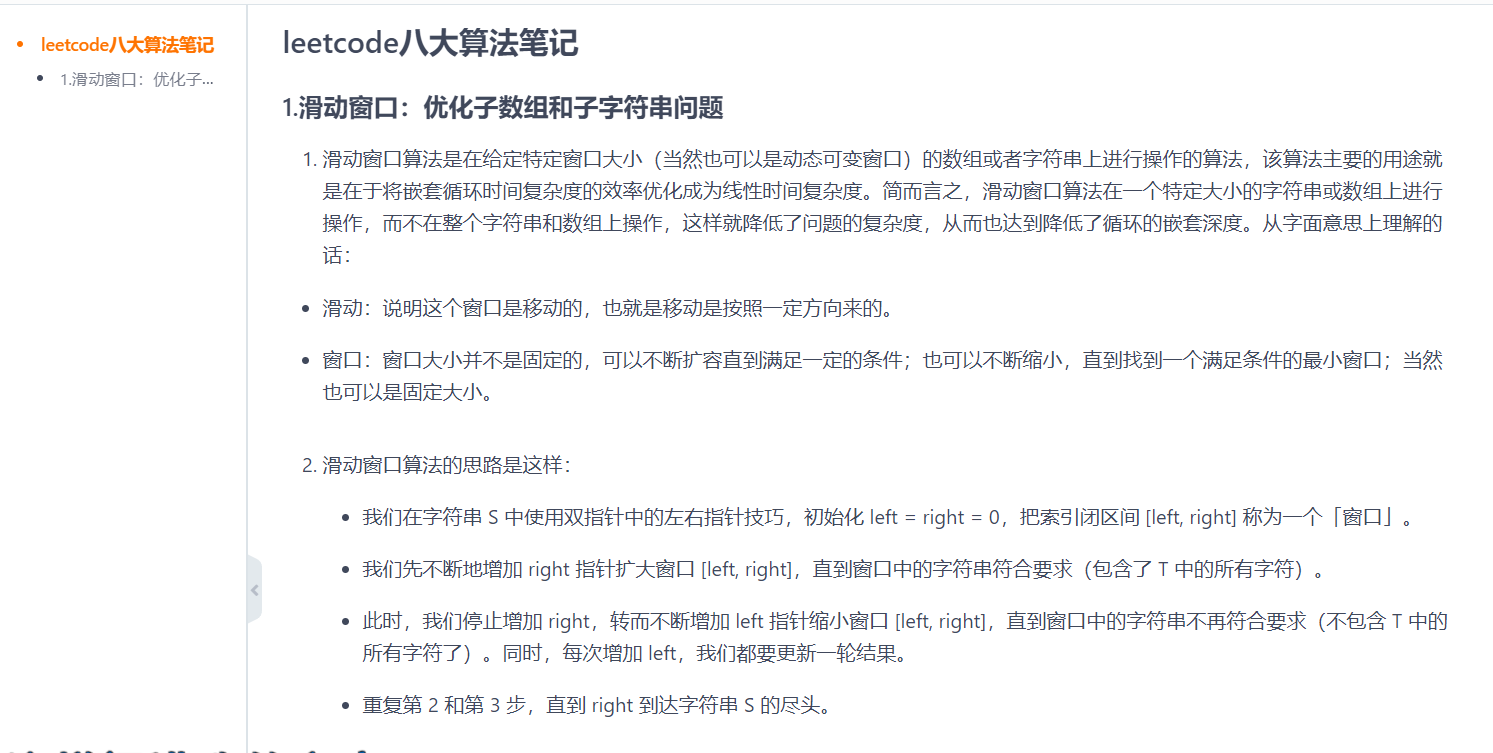 leetcode八大算法笔记
1.滑动窗口：优化子...
leetcode八大算法笔记
1.滑动窗口：优化子数组和子字符串问题
1. 滑动窗口算法是在给定特定窗口大小（当然也可以是动态可变窗口）的数组或者字符串上进行操作的算法，该算法主要的用途就
是在于将嵌套循环时间复杂度的效率优化成为线性时间复杂度。简而言之，滑动窗口算法在一个特定大小的字符串或数组上进行
操作，而不在整个字符串和数组上操作，这样就降低了问题的复杂度，从而也达到降低了循环的嵌套深度。从字面意思上理解的
话：
滑动：说明这个窗口是移动的，也就是移动是按照一定方向来的。
窗口：窗口大小并不是固定的，可以不断扩容直到满足一定的条件；也可以不断缩小，直到找到一个满足条件的最小窗口；当然
也可以是固定大小。
2. 滑动窗口算法的思路是这样：
我们在字符串 S 中使用双指针中的左右指针技巧，初始化 left = right = 0，把索引闭区间 [left, right] 称为一个「窗口」。
我们先不断地增加 right 指针扩大窗口 [left, right]，直到窗口中的字符串符合要求（包含了 T 中的所有字符）。
此时，我们停止增加 right，转而不断增加 left 指针缩小窗口 [left, right]，直到窗口中的字符串不再符合要求（不包含 T 中的
所有字符了）。同时，每次增加 left，我们都要更新一轮结果。
重复第 2 和第 3 步，直到 right 到达字符串 S 的尽头。